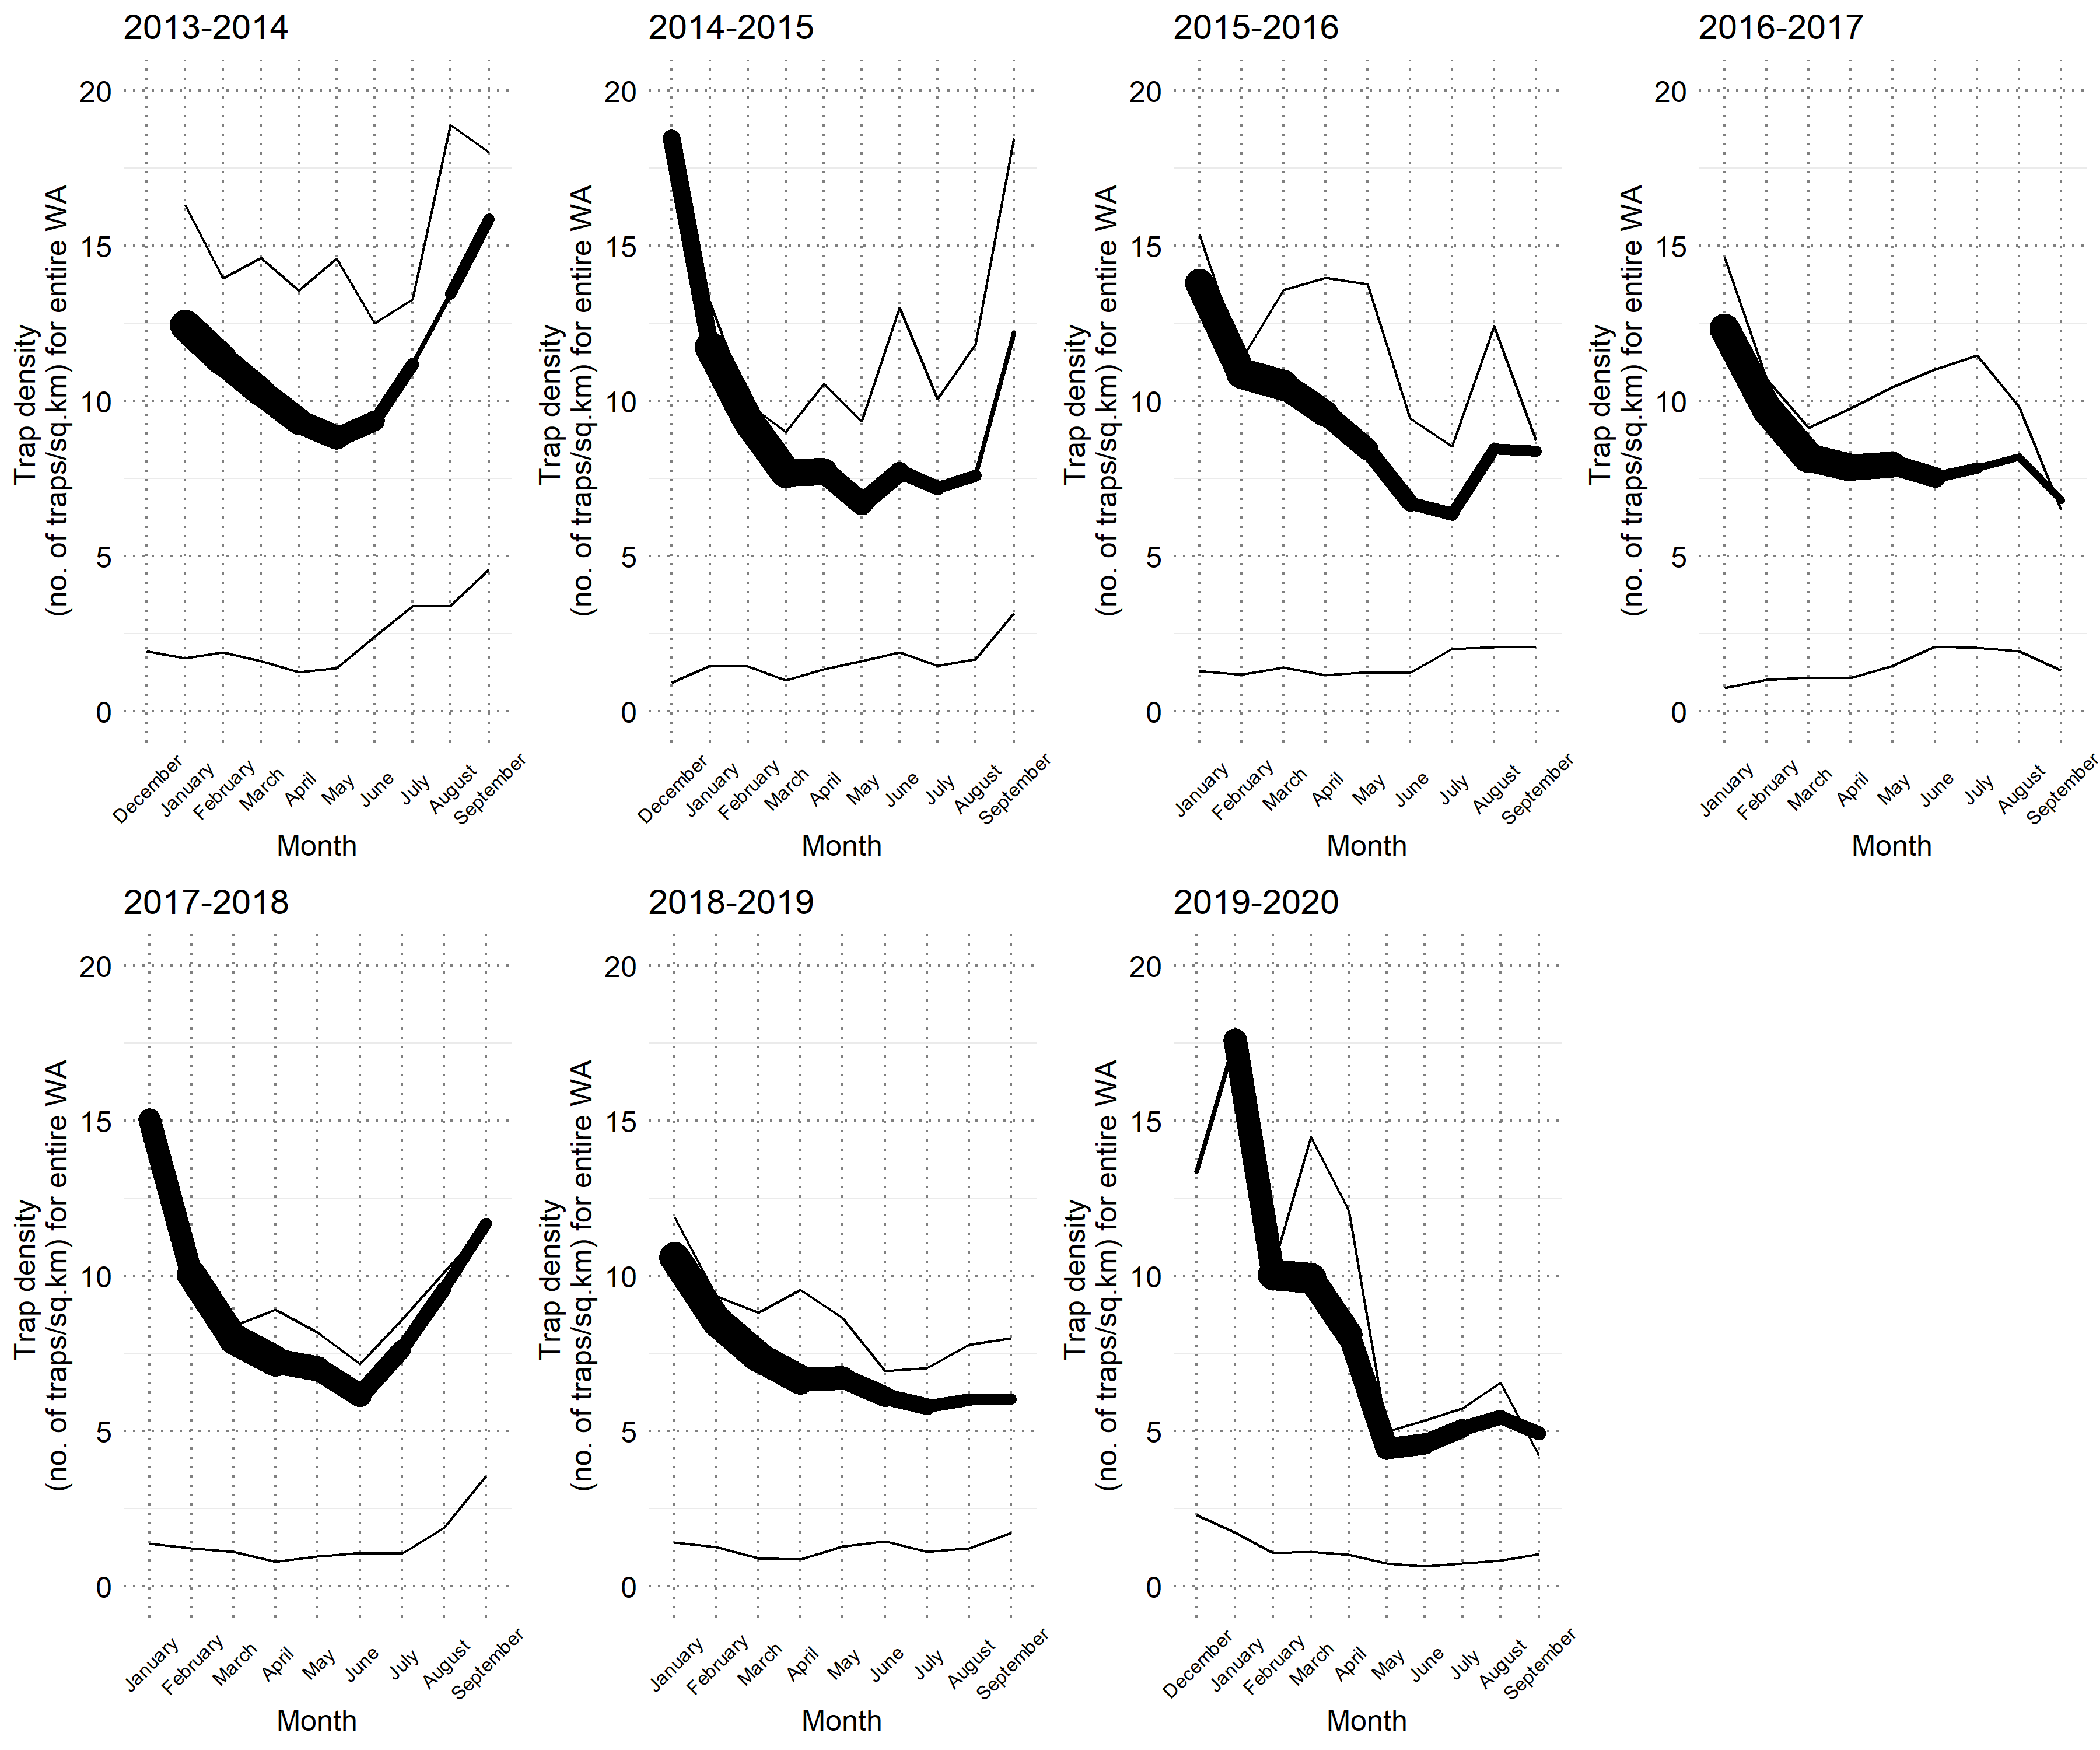 2013-2014
Trap density
(no. of traps/sq.km) for entire WA
20
15
10
5
0
December
January
February
March
April
May
June
July
August
September
Month
2014-2015
Trap density
(no. of traps/sq.km) for entire WA
20
15
10
5
0
December
January
February
March
April
May
June
July
August
September
Month
2015-2016
Trap density
(no. of traps/sq.km) for entire WA
20
15
10
5
0
January
February
March
April
May
June
July
August
September
Month
2016-2017
Trap density
(no. of traps/sq.km) for entire WA
20
15
10
5
0
January
February
March
April
May
June
July
August
September
Month
2017-2018
Trap density
(no. of traps/sq.km) for entire WA
20
15
10
5
0
January
February
March
April
May
June
July
August
September
Month
2018-2019
Trap density
(no. of traps/sq.km) for entire WA
20
15
10
5
0
January
February
March
April
May
June
July
August
September
Month
2019-2020
Trap density
(no. of traps/sq.km) for entire WA
20
15
10
5
0
December
January
February
March
April
May
June
July
August
September
Month